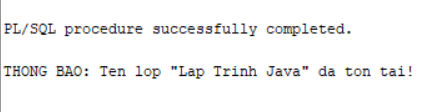 PL/SQL procedure successfully completed.
THONG BAO: Ten lop "Lap Trinh Java" da ton tai!